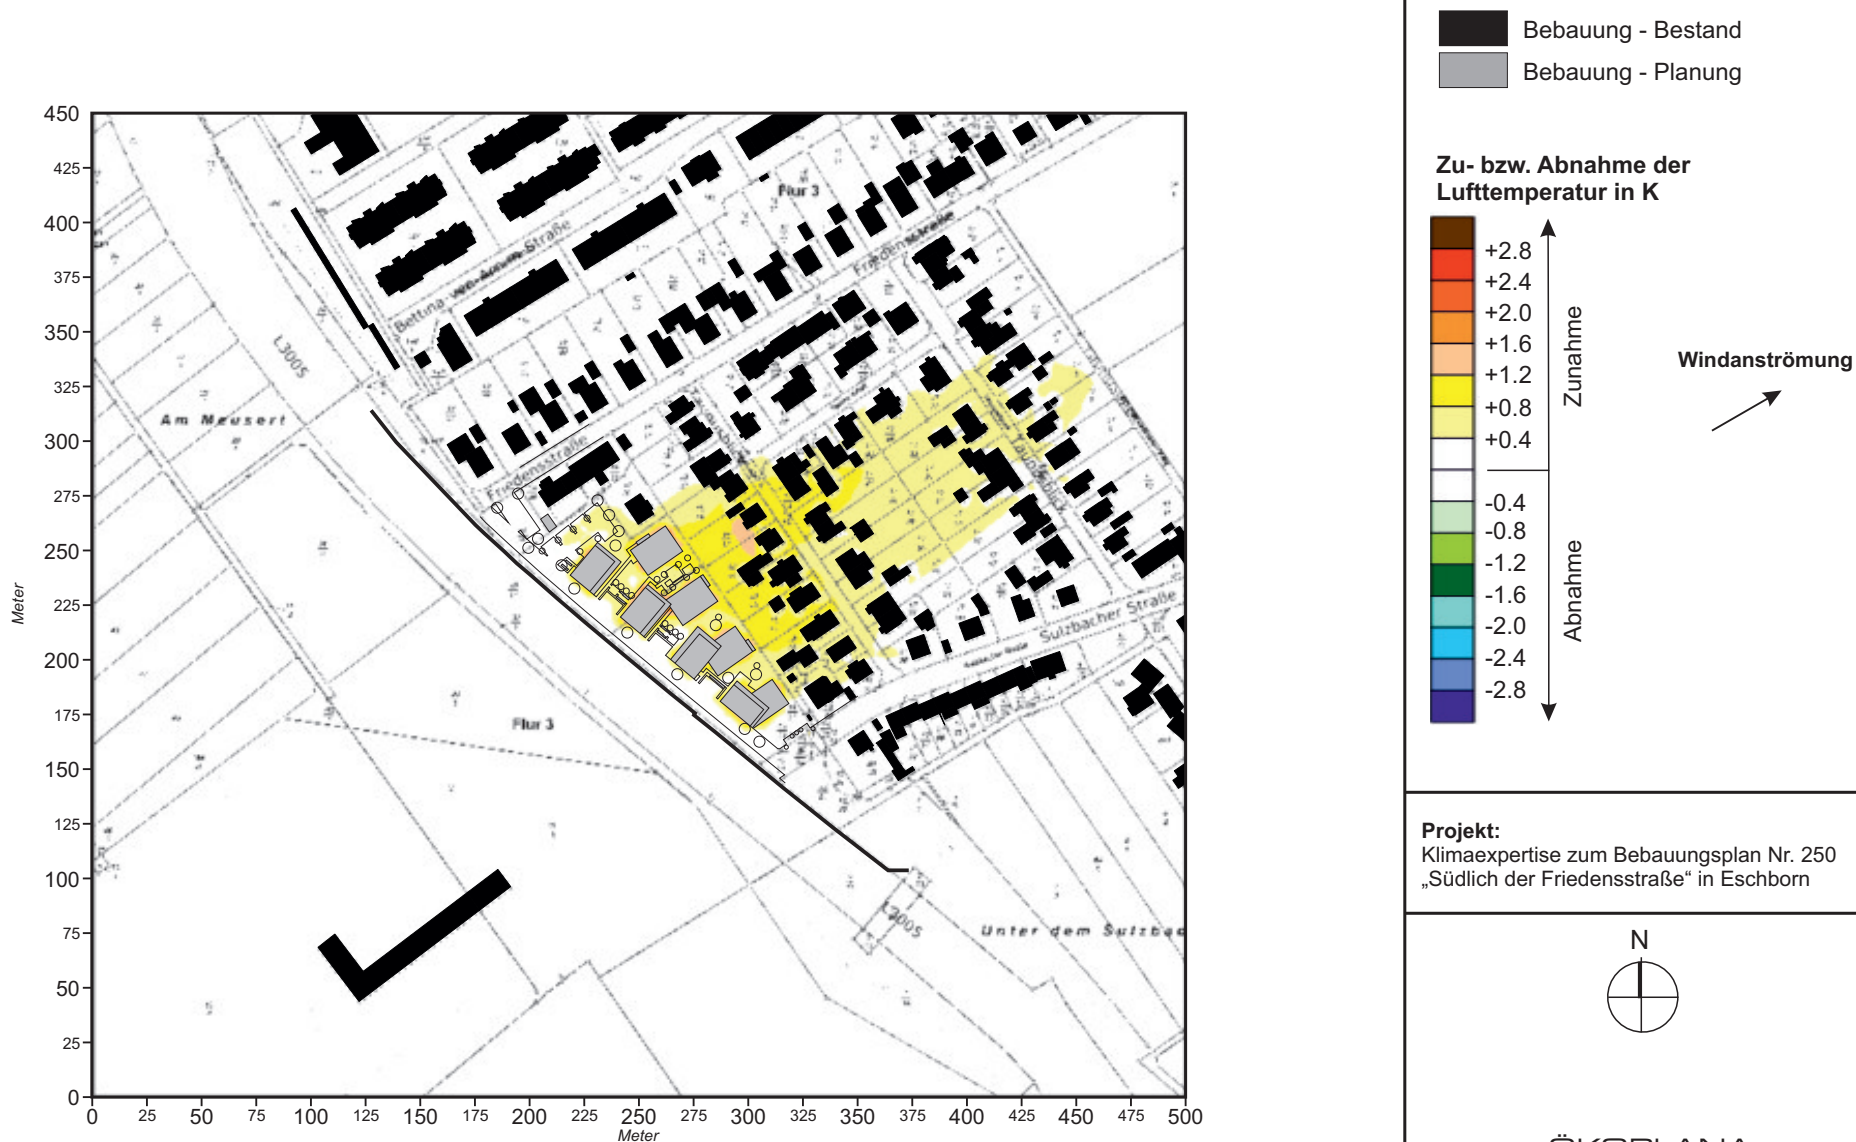 Bebauung - Bestand
Bebauung - Planung
Zu- bzw. Abnahme der
Lufttemperatur in K
+2.8
+2.4
+2.0
+1.6
+1.2
+0.8
+0.4
-0.4
-0.8
-1.2
-1.6
-2.0
-2.4
-2.8
Zunahme
Abnahme
Windanströmung
Projekt:
Klimaexpertise zum Bebauungsplan Nr. 250
„Südlich der Friedensstraße“ in Eschborn
N
ÖKOPLANA
450
425
400
375
350
325
300
275
250
225
200
175
150
125
100
75
50
25
0
Meter
0 25 50 75 100 125 150 175 200 225 250 275 300 325 350 375 400 425 450 475 500
Meter
Flur 3
Friedensstraße
Bettina-von-Arnim-Straße
L3005
Am Meusert
Friedensstraße
Sulzbacher Straße
Flur 3
L3005
Unter dem Sulzbac